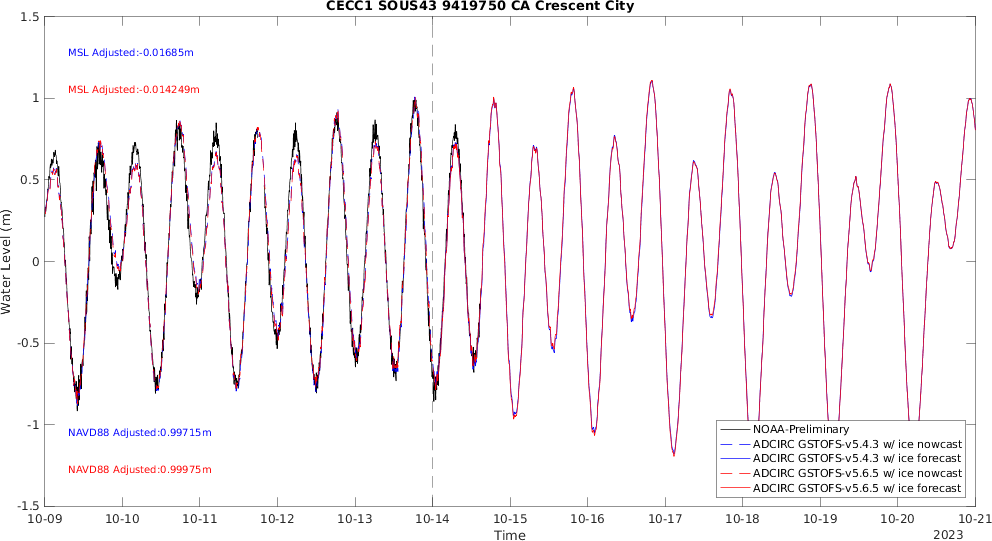 CECC1 SOUS43 9419750 CA Crescent City
1.5
1
0.5
0
-0.5
-1
-1.5
Water Level (m)
MSL Adjusted:-0.01685m
MSL Adjusted:-0.014249m
NAVD88 Adjusted:0.99715m
NAVD88 Adjusted:0.99975m
NOAA-Preliminary
ADCIRC GSTOFS-v5.4.3 w/ ice nowcast
ADCIRC GSTOFS-v5.4.3 w/ ice forecast
ADCIRC GSTOFS-v5.6.5 w/ ice nowcast
ADCIRC GSTOFS-v5.6.5 w/ ice forecast
10-09 10-10 10-11 10-12 10-13 10-14 10-15 10-16 10-17 10-18 10-19 10-20 10-21
Time
2023